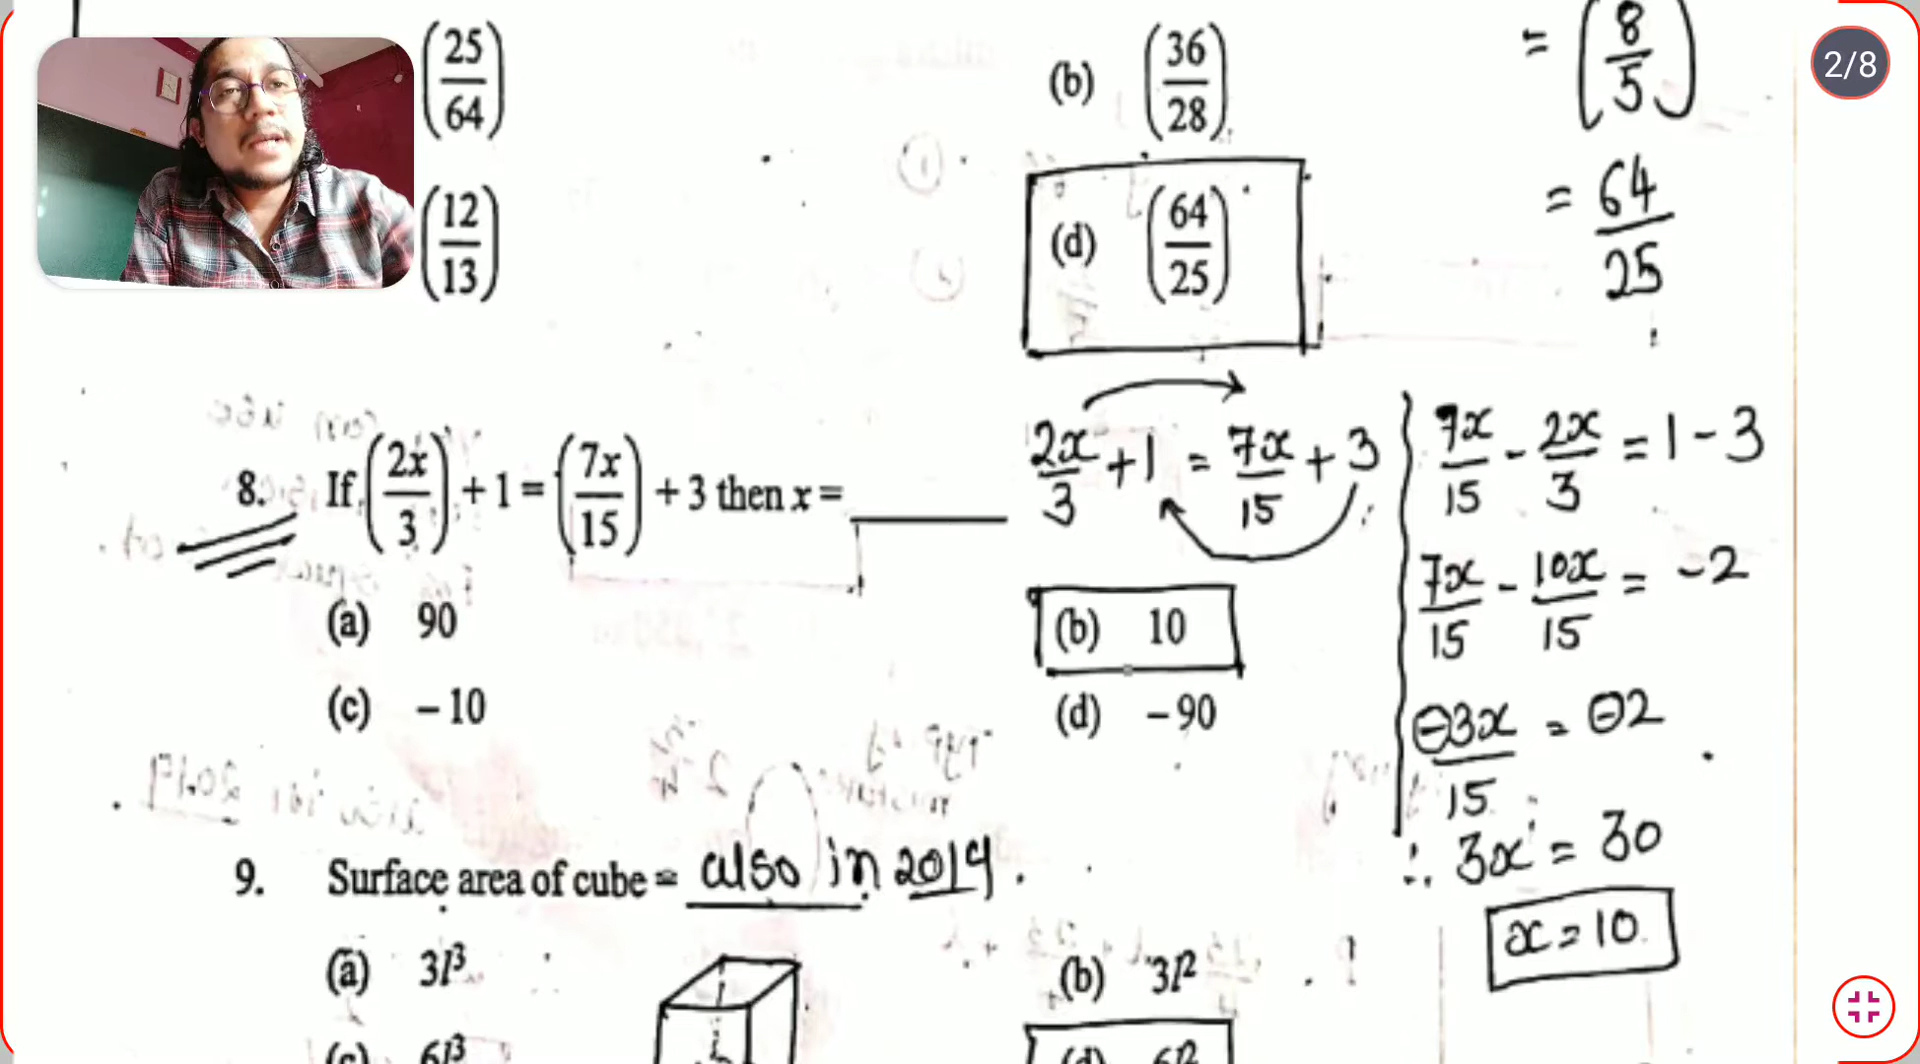 (25/64)
(b) (36/28)
= (8/5)
2/8
(12/13)
(d) (64/25)
= 64/25
8. If (2x/3) + 1 = (7x/15) + 3 then x = ______
2x/3 + 1 = 7x/15 + 3
7x/15 - 2x/3 = 1 - 3
7x/15 - 10x/15 = -2
(a) 90
(b) 10
(c) – 10
(d) – 90
-3x/15 = -2
∴ 3x = 30
x = 10
9. Surface area of cube = also in 2019.
(a) 3l³
(b) 3l²
(c) 6l³
(d) 6l²